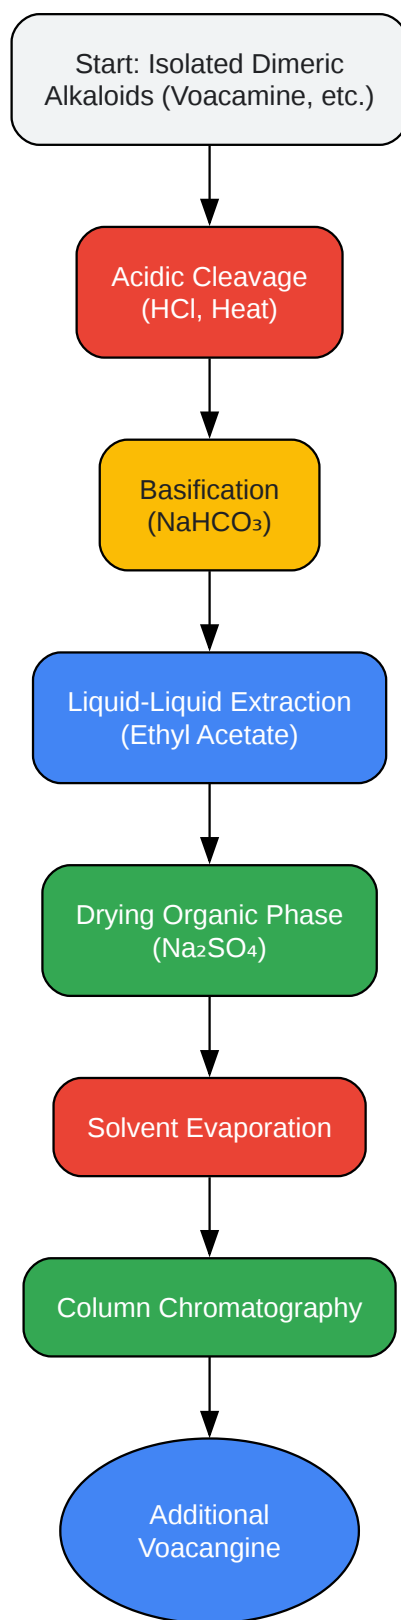 Start: Isolated Dimeric
Alkaloids (Voacamine, etc.)
Acidic Cleavage
(HCl, Heat)
Basification
(NaHCO₃)
Liquid-Liquid Extraction
(Ethyl Acetate)
Drying Organic Phase
(Na₂SO₄)
Solvent Evaporation
Column Chromatography
Additional
Voacangine